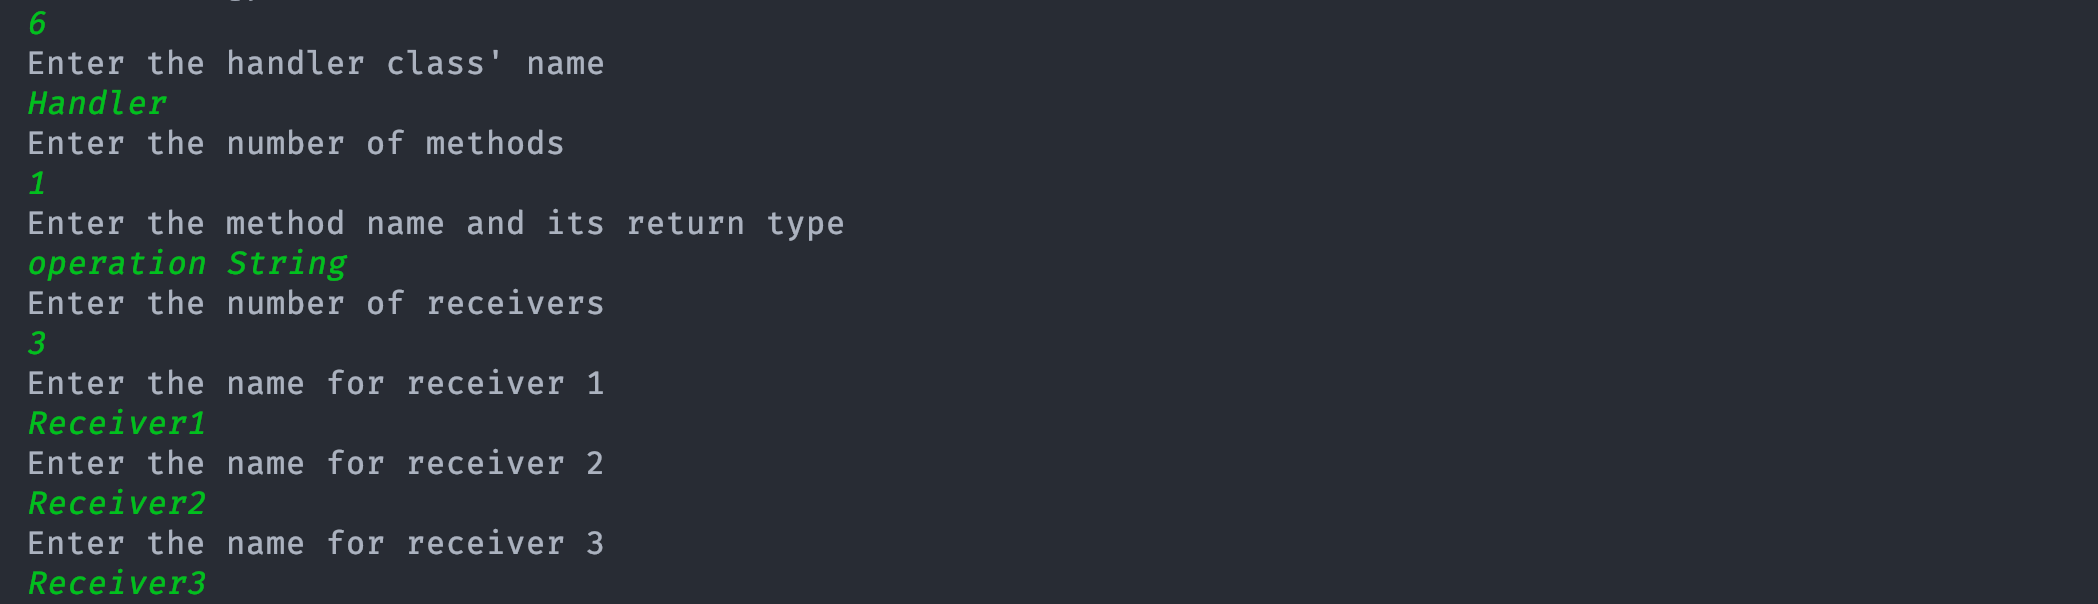 6
Enter the handler class' name
Handler
Enter the number of methods
1
Enter the method name and its return type
operation String
Enter the number of receivers
3
Enter the name for receiver 1
Receiver1
Enter the name for receiver 2
Receiver2
Enter the name for receiver 3
Receiver3